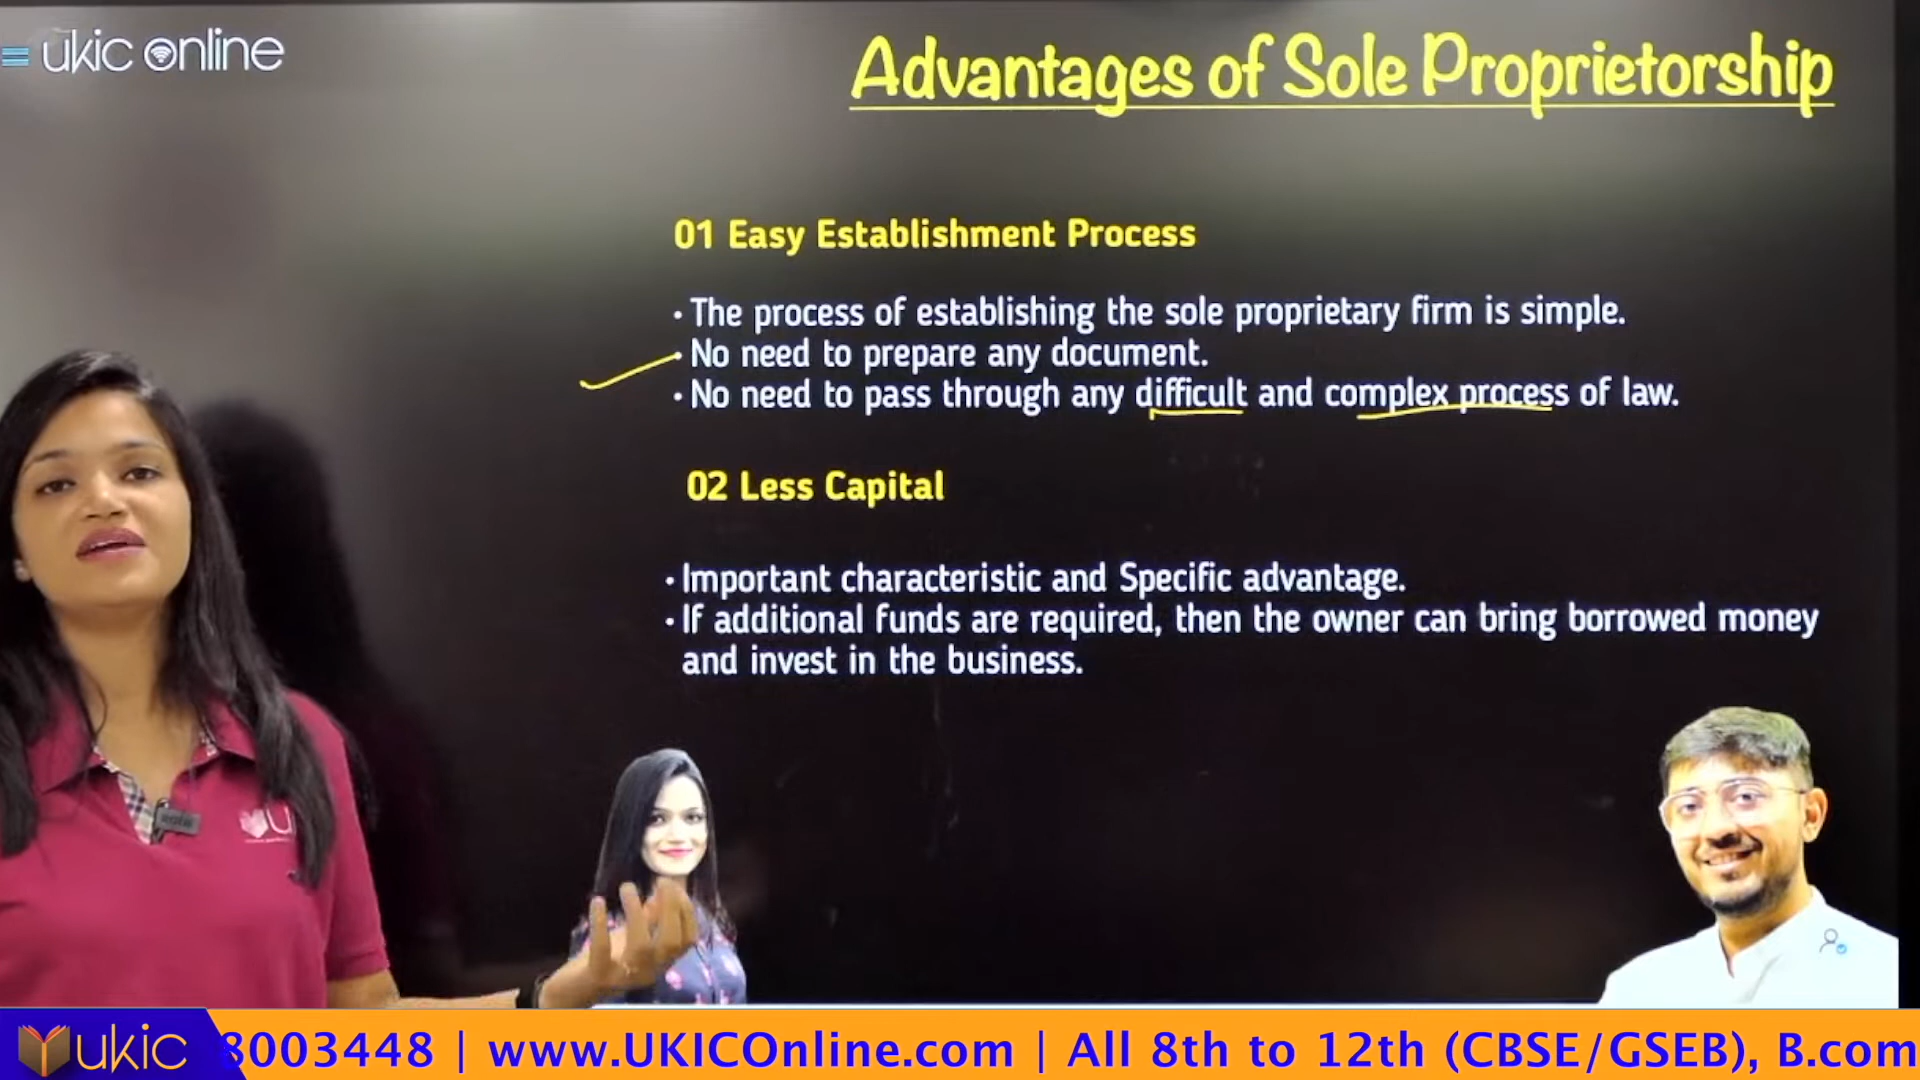 ukic online
Advantages of Sole Proprietorship
01 Easy Establishment Process
• The process of establishing the sole proprietary firm is simple.
• No need to prepare any document.
• No need to pass through any difficult and complex process of law.
02 Less Capital
• Important characteristic and Specific advantage.
• If additional funds are required, then the owner can bring borrowed money
and invest in the business.
U
ukic 8003448 | www.UKICOnline.com | All 8th to 12th (CBSE/GSEB), B.com